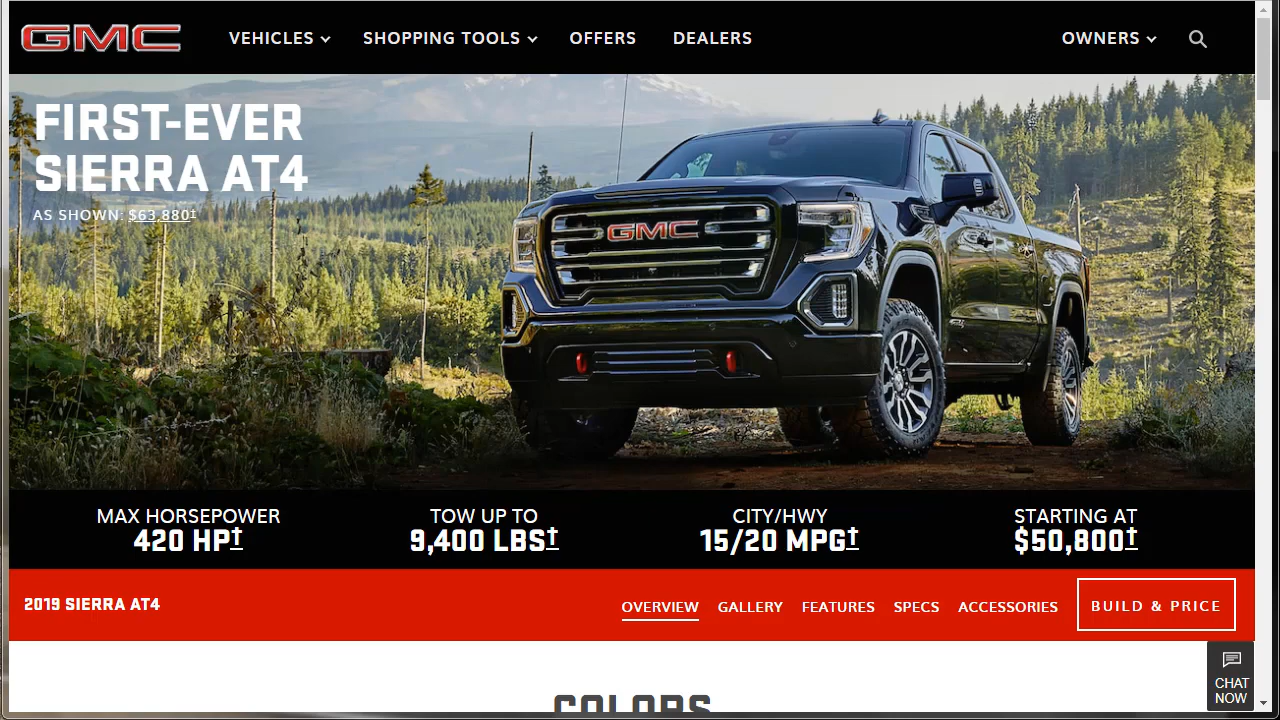 GMC
VEHICLES
SHOPPING TOOLS
OFFERS
DEALERS
OWNERS
FIRST-EVER
SIERRA AT4
AS SHOWN: $63,880‡
GMC
MAX HORSEPOWER
420 HP†
TOW UP TO
9,400 LBS†
CITY/HWY
15/20 MPG†
STARTING AT
$50,800†
2019 SIERRA AT4
OVERVIEW
GALLERY
FEATURES
SPECS
ACCESSORIES
BUILD & PRICE
CHAT
NOW
COLORS